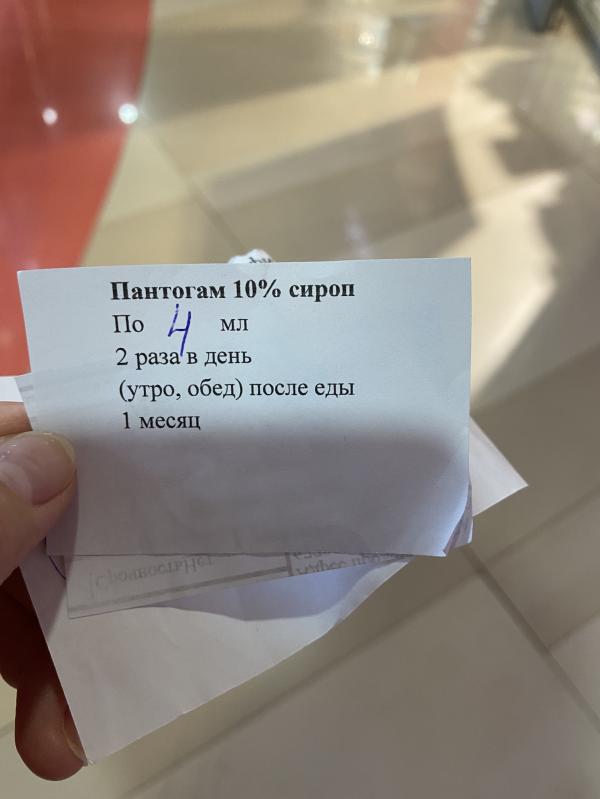 Пантогам 10% сироп
По 4 мл
2 раза в день
(утро, обед) после еды
1 месяц